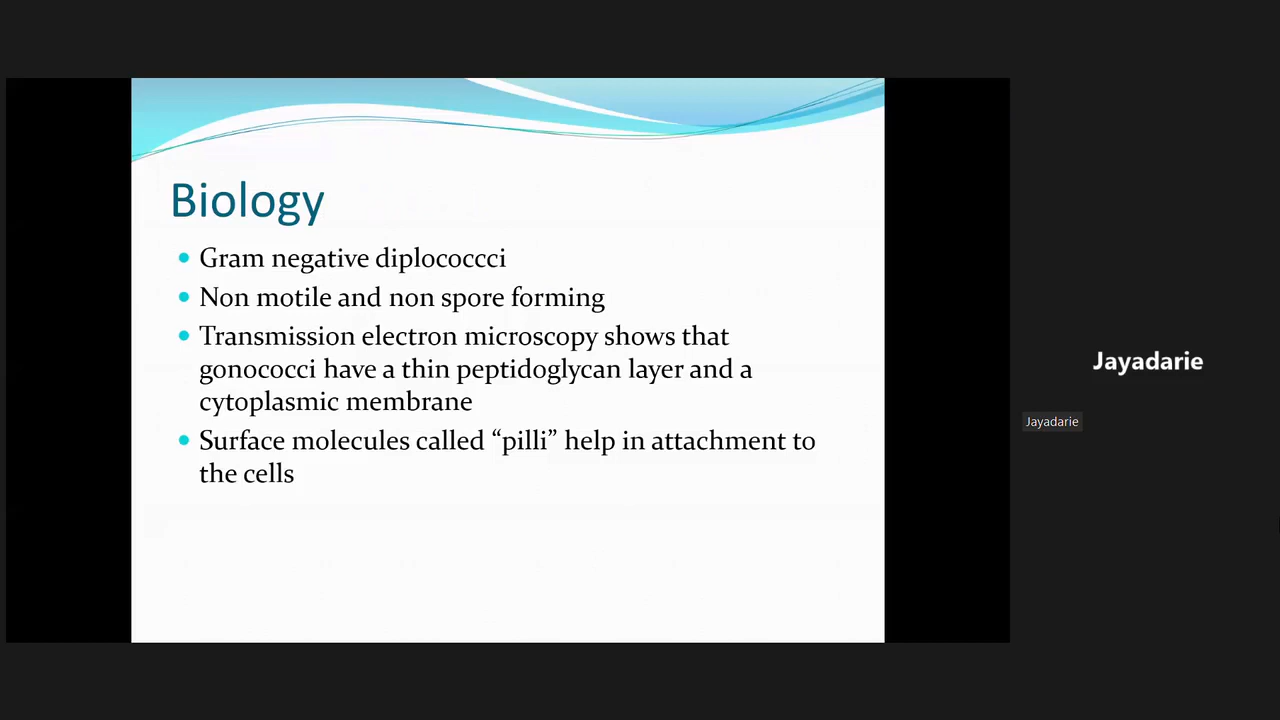 Biology
Gram negative diplococcci
Non motile and non spore forming
Transmission electron microscopy shows that
gonococci have a thin peptidoglycan layer and a
cytoplasmic membrane
Surface molecules called “pilli” help in attachment to
the cells
Jayadarie
Jayadarie